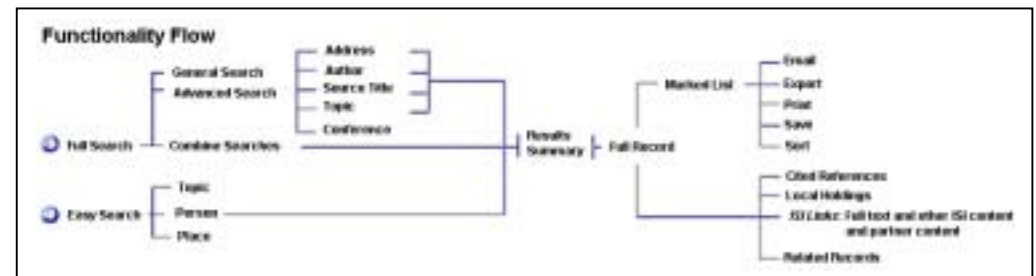 Functionality Flow
Full Search
General Search
Advanced Search
Combine Searches
Address
Author
Source Title
Topic
Conference
Easy Search
Topic
Person
Place
Results
Summary
Full Record
Marked List
Email
Export
Print
Save
Sort
Cited References
Local Holdings
ISI Links: Full text and other ISI content
and partner content
Related Records